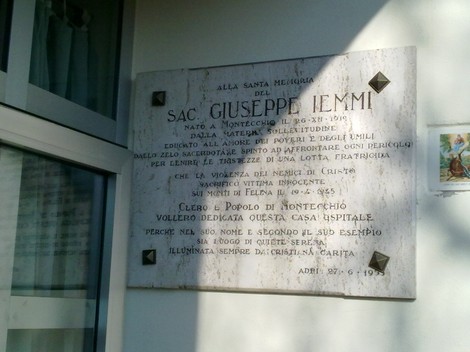 ALLA SANTA MEMORIA
DEL
SAC. GIUSEPPE IEMMI
NATO A MONTECCHIO IL 26-XII-1919
DALLA MATERNA SOLLECITUDINE
EDUCATO ALL'AMORE DEI POVERI E DEGLI UMILI
DALLO ZELO SACERDOTALE SPINTO AD AFFRONTARE OGNI PERICOLO
PER LENIRE LE TRISTEZZE DI UNA LOTTA FRATRICIDA
CHE LA VIOLENZA DEI NEMICI DI CRISTO
SACRIFICO VITTIMA INNOCENTE
SUI MONTI DI FELINA IL 19-4-1945
CLERO E POPOLO DI MONTECCHIO
VOLLERO DEDICATA QUESTA CASA OSPITALE
PERCHE NEL SUO NOME E SECONDO IL SUO ESEMPIO
SIA LUOGO DI QUIETE SERENA
ILLUMINATA SEMPRE DA CRISTIANA CARITA
ADDI 27-6-1953